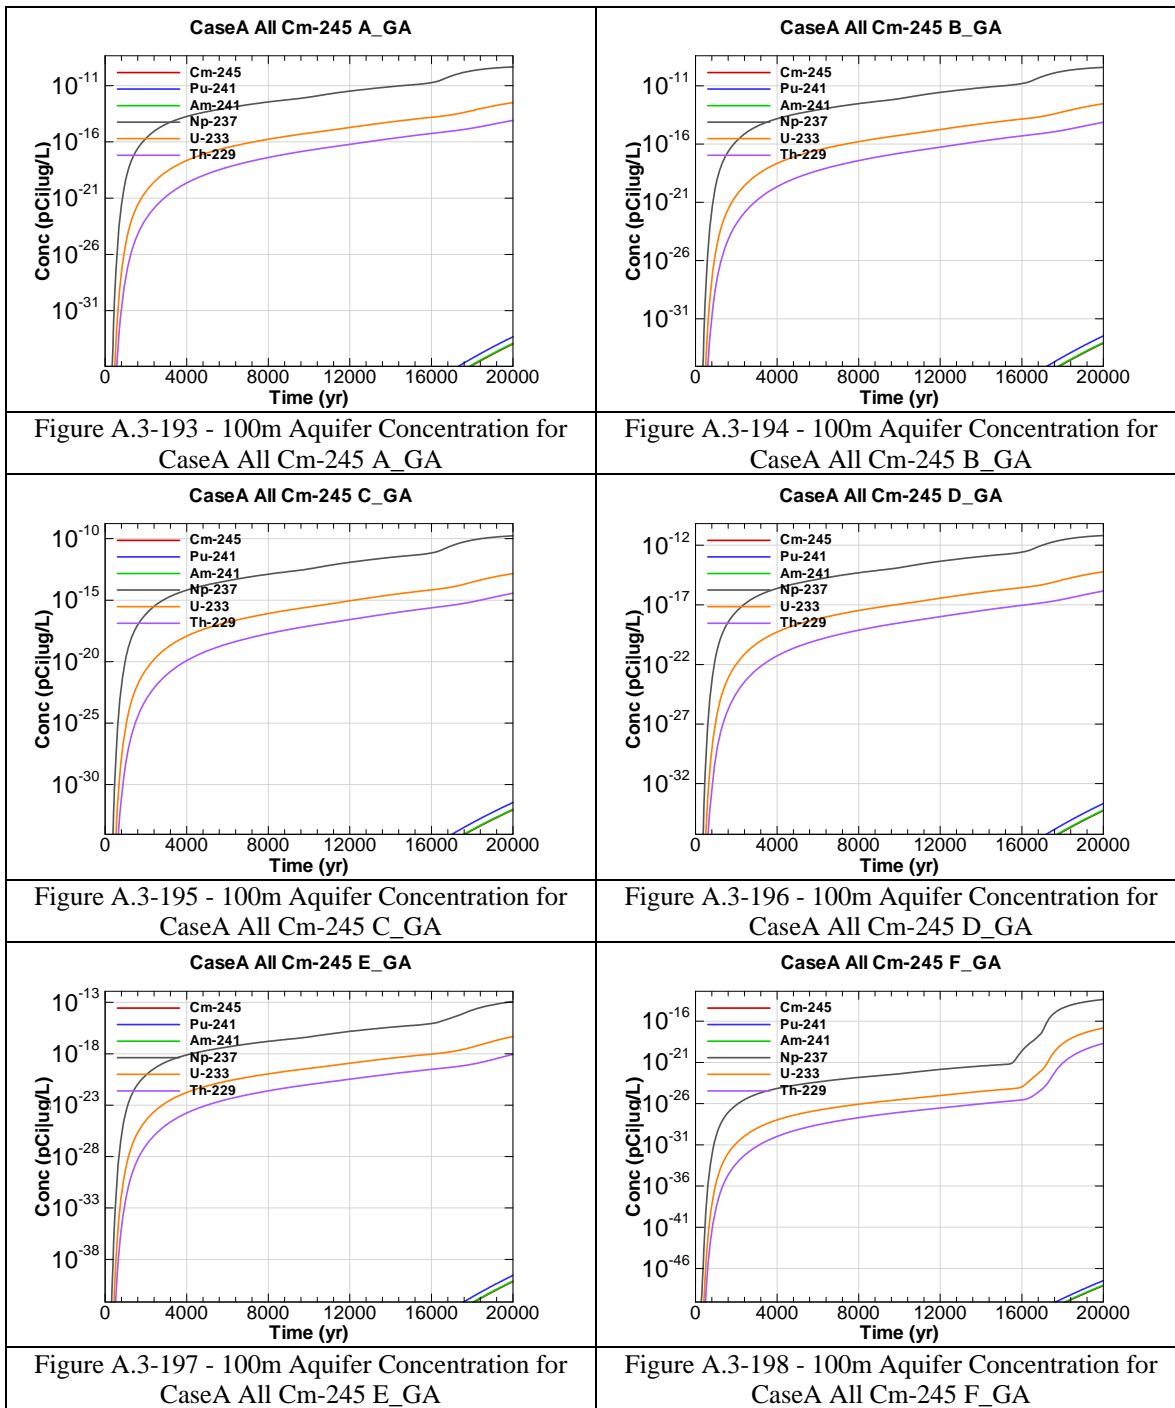 CaseA All Cm-245 A_GA
Conc (pCi|ug/L)
10^-11
10^-16
10^-21
10^-26
10^-31
Cm-245
Pu-241
Am-241
Np-237
U-233
Th-229
0 4000 8000 12000 16000 20000
Time (yr)
Figure A.3-193 - 100m Aquifer Concentration for
CaseA All Cm-245 A_GA
CaseA All Cm-245 B_GA
Conc (pCi|ug/L)
10^-11
10^-16
10^-21
10^-26
10^-31
Cm-245
Pu-241
Am-241
Np-237
U-233
Th-229
0 4000 8000 12000 16000 20000
Time (yr)
Figure A.3-194 - 100m Aquifer Concentration for
CaseA All Cm-245 B_GA
CaseA All Cm-245 C_GA
Conc (pCi|ug/L)
10^-10
10^-15
10^-20
10^-25
10^-30
Cm-245
Pu-241
Am-241
Np-237
U-233
Th-229
0 4000 8000 12000 16000 20000
Time (yr)
Figure A.3-195 - 100m Aquifer Concentration for
CaseA All Cm-245 C_GA
CaseA All Cm-245 D_GA
Conc (pCi|ug/L)
10^-12
10^-17
10^-22
10^-27
10^-32
Cm-245
Pu-241
Am-241
Np-237
U-233
Th-229
0 4000 8000 12000 16000 20000
Time (yr)
Figure A.3-196 - 100m Aquifer Concentration for
CaseA All Cm-245 D_GA
CaseA All Cm-245 E_GA
Conc (pCi|ug/L)
10^-13
10^-18
10^-23
10^-28
10^-33
10^-38
Cm-245
Pu-241
Am-241
Np-237
U-233
Th-229
0 4000 8000 12000 16000 20000
Time (yr)
Figure A.3-197 - 100m Aquifer Concentration for
CaseA All Cm-245 E_GA
CaseA All Cm-245 F_GA
Conc (pCi|ug/L)
10^-16
10^-21
10^-26
10^-31
10^-36
10^-41
10^-46
Cm-245
Pu-241
Am-241
Np-237
U-233
Th-229
0 4000 8000 12000 16000 20000
Time (yr)
Figure A.3-198 - 100m Aquifer Concentration for
CaseA All Cm-245 F_GA